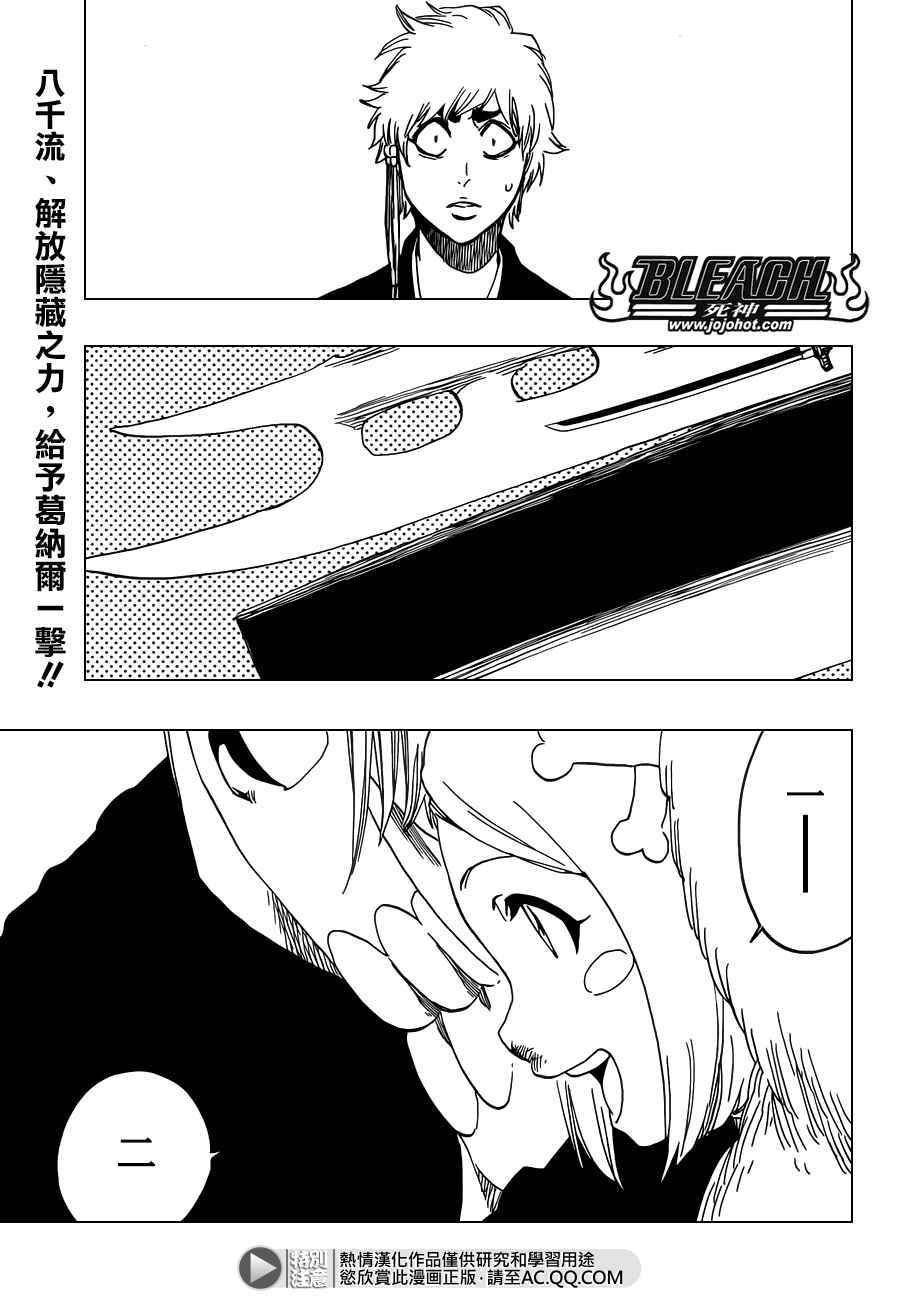 八千流、解放隱藏之力，給予葛納爾一擊!!
BLEACH
死神
www.jojohot.com
一——
二
特別
注意
熱情漢化作品僅供研究和學習用途
慾欣賞此漫画正版·請至AC.QQ.COM